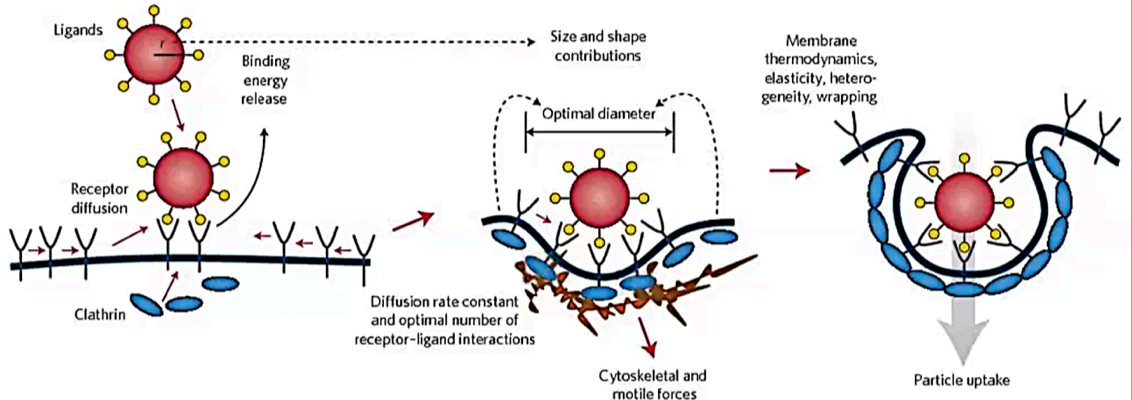 Ligands
r
Binding
energy
release
Size and shape
contributions
Membrane
thermodynamics,
elasticity, hetero-
geneity, wrapping
Optimal diameter
Receptor
diffusion
Clathrin
Diffusion rate constant
and optimal number of
receptor–ligand interactions
Cytoskeletal and
motile forces
Particle uptake